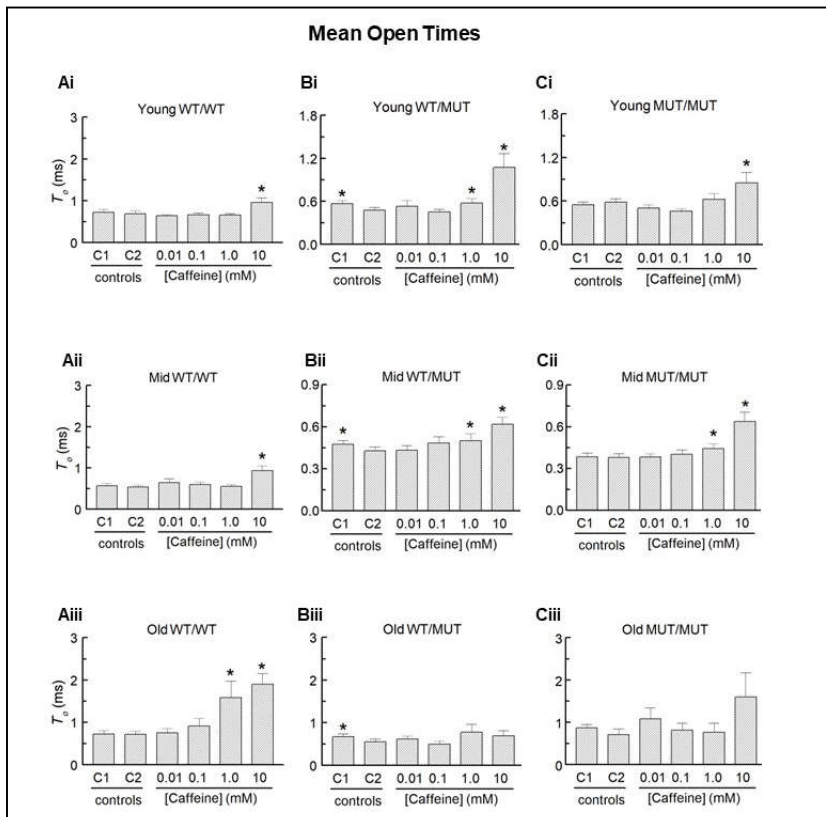 Mean Open Times
Ai
Bi
Ci
Young WT/WT
Young WT/MUT
Young MUT/MUT
3
2
1
0
T_o (ms)
*
C1 C2 0.01 0.1 1.0 10
controls [Caffeine] (mM)
1.8
1.2
0.6
0.0
* * *
C1 C2 0.01 0.1 1.0 10
controls [Caffeine] (mM)
1.8
1.2
0.6
0.0
*
C1 C2 0.01 0.1 1.0 10
controls [Caffeine] (mM)
Aii
Bii
Cii
Mid WT/WT
Mid WT/MUT
Mid MUT/MUT
3
2
1
0
T_o (ms)
*
C1 C2 0.01 0.1 1.0 10
controls [Caffeine] (mM)
0.9
0.6
0.3
0.0
* * *
C1 C2 0.01 0.1 1.0 10
controls [Caffeine] (mM)
0.9
0.6
0.3
0.0
* *
C1 C2 0.01 0.1 1.0 10
controls [Caffeine] (mM)
Aiii
Biii
Ciii
Old WT/WT
Old WT/MUT
Old MUT/MUT
3
2
1
0
T_o (ms)
* *
C1 C2 0.01 0.1 1.0 10
controls [Caffeine] (mM)
3
2
1
0
*
C1 C2 0.01 0.1 1.0 10
controls [Caffeine] (mM)
3
2
1
0
C1 C2 0.01 0.1 1.0 10
controls [Caffeine] (mM)